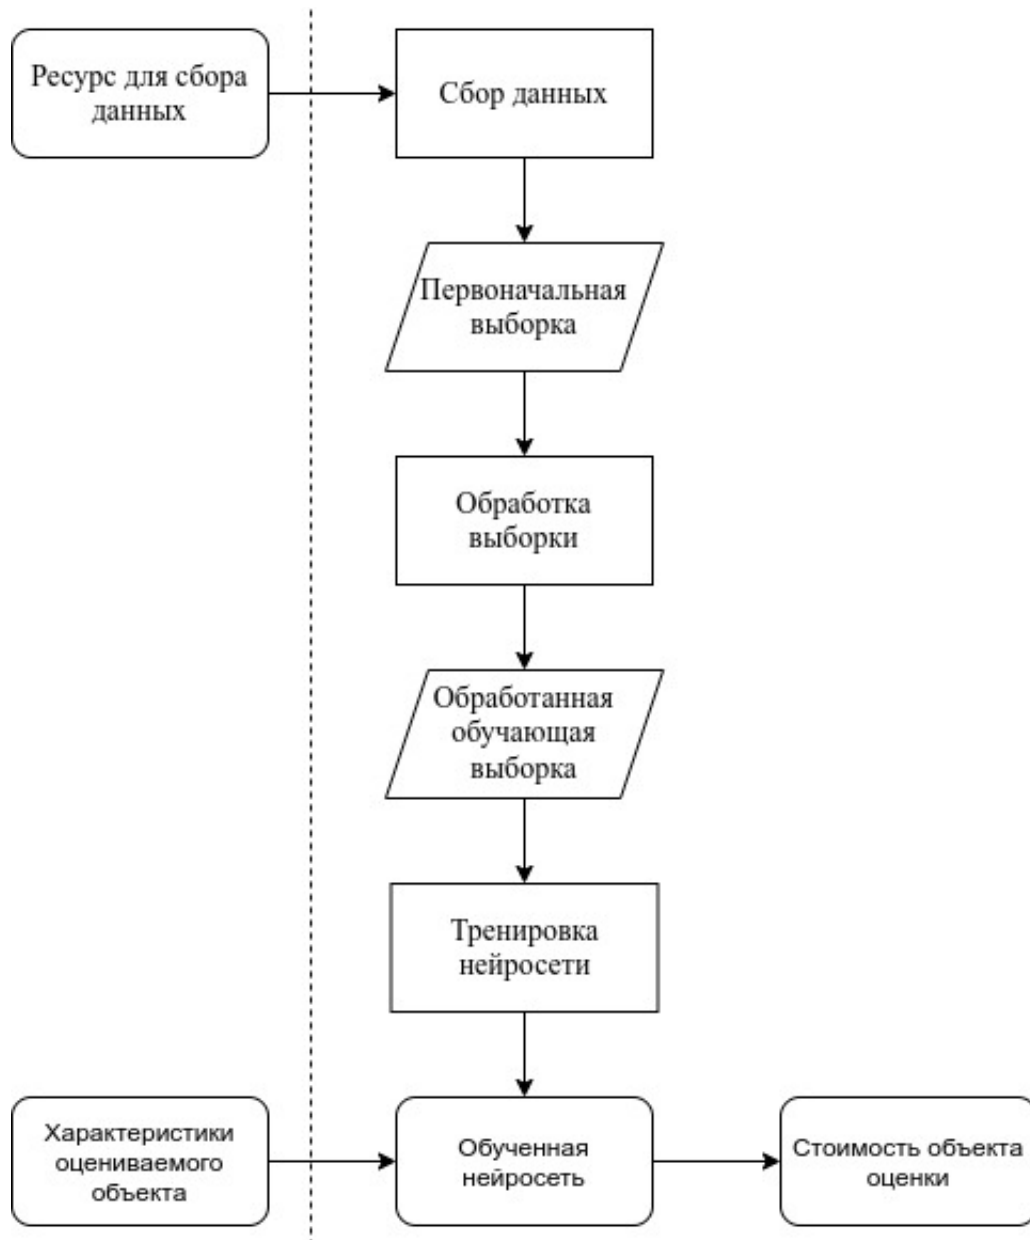 Ресурс для сбора
данных
Сбор данных
Первоначальная
выборка
Обработка
выборки
Обработанная
обучающая
выборка
Тренировка
нейросети
Характеристики
оцениваемого
объекта
Обученная
нейросеть
Стоимость объекта
оценки